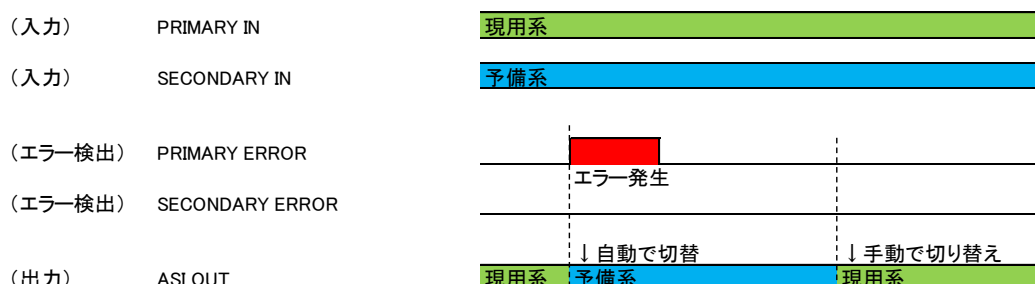 (入力) PRIMARY IN 現用系
(入力) SECONDARY IN 予備系
(エラー検出) PRIMARY ERROR
エラー発生
(エラー検出) SECONDARY ERROR
↓自動で切替 ↓手動で切り替え
(出力) ASI OUT 現用系 予備系 現用系